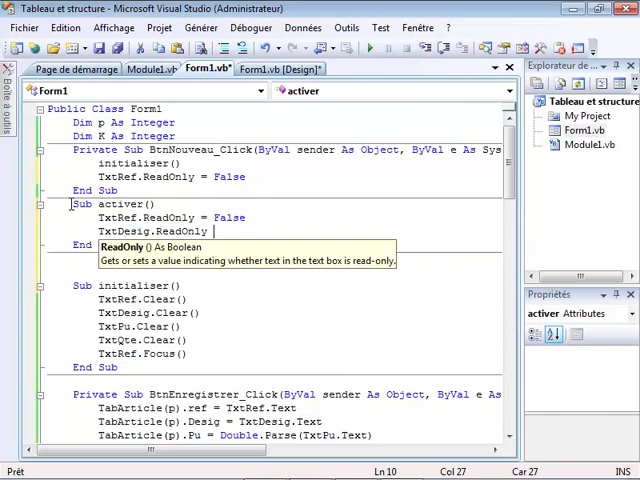 Tableau et structure - Microsoft Visual Studio (Administrateur)
Fichier Edition Affichage Projet Générer Déboguer Données Outils Test Fenêtre ?
Page de démarrage Module1.vb Form1.vb* Form1.vb [Design]*
Explorateur de ...
Form1 activer
Boîte à outils
Tableau et structure
My Project
Form1.vb
Module1.vb
Public Class Form1
Dim p As Integer
Dim K As Integer
Private Sub BtnNouveau_Click(ByVal sender As Object, ByVal e As Sys
initialiser()
TxtRef.ReadOnly = False
End Sub
Sub activer()
TxtRef.ReadOnly = False
TxtDesig.ReadOnly
End
ReadOnly () As Boolean
Gets or sets a value indicating whether text in the text box is read-only.
Sub initialiser()
TxtRef.Clear()
TxtDesig.Clear()
TxtPu.Clear()
TxtQte.Clear()
TxtRef.Focus()
End Sub
Private Sub BtnEnregistrer_Click(ByVal sender As Object, ByVal e As
TabArticle(p).ref = TxtRef.Text
TabArticle(p).Desig = TxtDesig.Text
TabArticle(p).Pu = Double.Parse(TxtPu.Text)
Propriétés
activer Attributes
Prêt Ln 10 Col 27 Car 27 INS